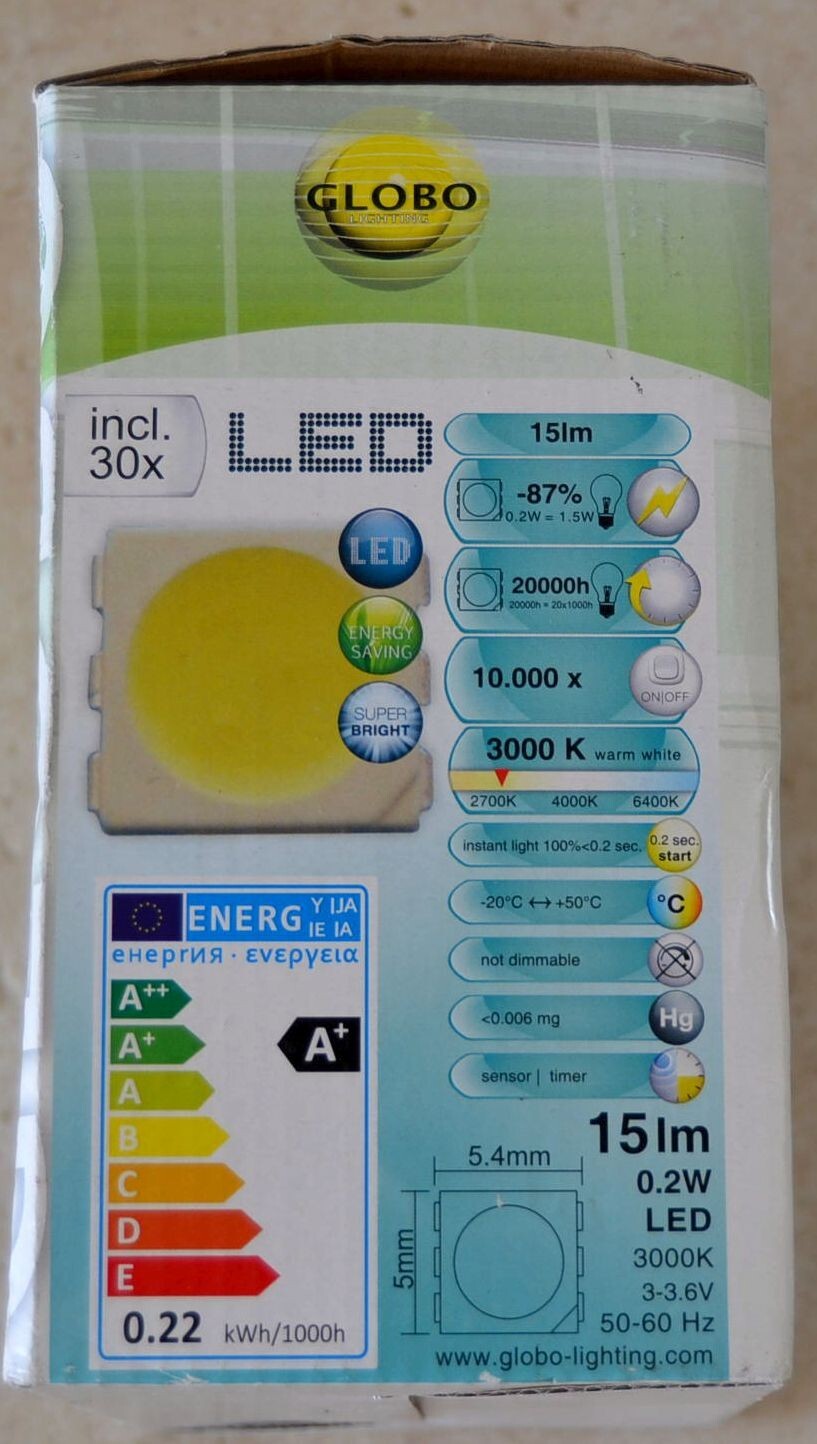 GLOBO
LIGHTING
incl.
30x
LED
LED
ENERGY
SAVING
SUPER
BRIGHT
15lm
-87%
0.2W = 1.5W
20000h
20000h = 20x1000h
10.000 x
ON|OFF
3000 K warm white
2700K 4000K 6400K
instant light 100%<0.2 sec.
0.2 sec.
start
-20°C ↔ +50°C
°C
not dimmable
<0.006 mg
Hg
sensor | timer
ENERG
Y IJA
IE IA
енергия · ενεργεια
A++
A+
A+
A
B
C
D
E
0.22 kWh/1000h
15lm
0.2W
LED
3000K
3-3.6V
50-60 Hz
5.4mm
5mm
www.globo-lighting.com